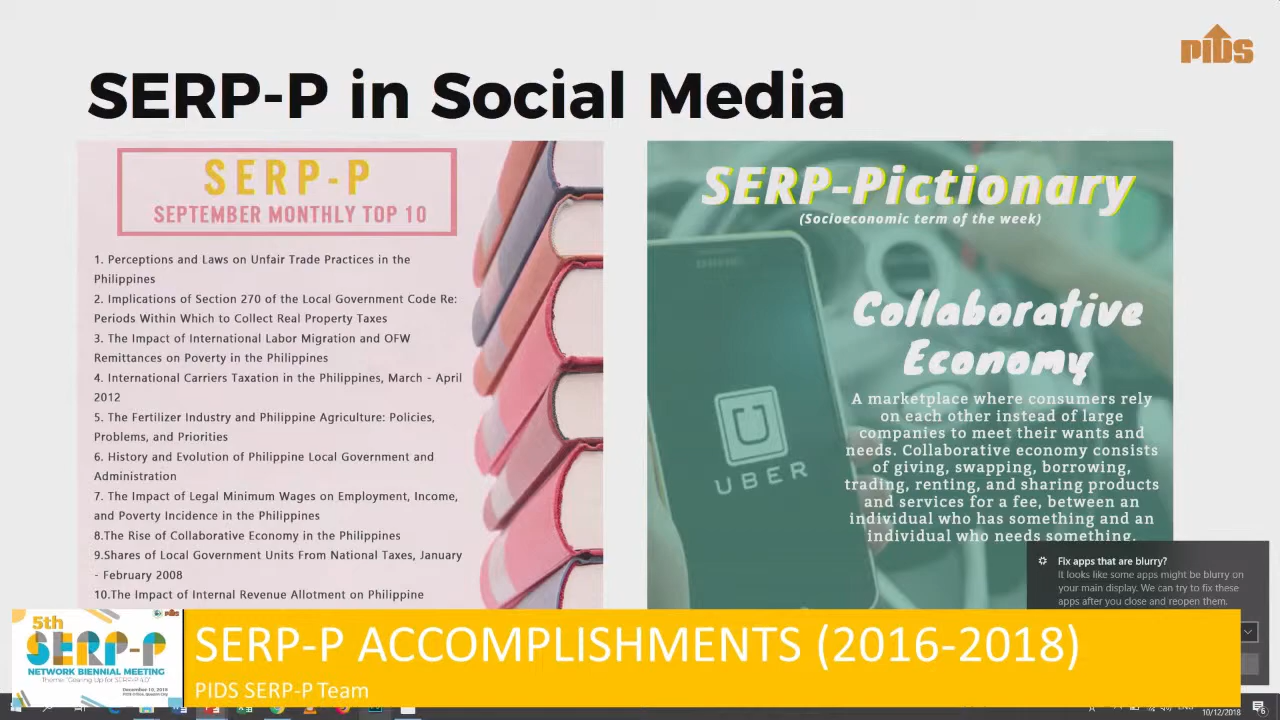 PIDS
SERP-P in Social Media
SERP-P
SEPTEMBER MONTHLY TOP 10
1. Perceptions and Laws on Unfair Trade Practices in the
Philippines
2. Implications of Section 270 of the Local Government Code Re:
Periods Within Which to Collect Real Property Taxes
3. The Impact of International Labor Migration and OFW
Remittances on Poverty in the Philippines
4. International Carriers Taxation in the Philippines, March - April
2012
5. The Fertilizer Industry and Philippine Agriculture: Policies,
Problems, and Priorities
6. History and Evolution of Philippine Local Government and
Administration
7. The Impact of Legal Minimum Wages on Employment, Income,
and Poverty Incidence in the Philippines
8.The Rise of Collaborative Economy in the Philippines
9.Shares of Local Government Units From National Taxes, January
- February 2008
10.The Impact of Internal Revenue Allotment on Philippine
SERP-Pictionary
(Socioeconomic term of the week)
Collaborative
Economy
A marketplace where consumers rely
on each other instead of large
companies to meet their wants and
needs. Collaborative economy consists
of giving, swapping, borrowing,
trading, renting, and sharing products
and services for a fee, between an
individual who has something and an
individual who needs something.
UBER
Fix apps that are blurry?
It looks like some apps might be blurry on
your main display. We can try to fix these
apps after you close and reopen them.
5th
SERP-P
NETWORK BIENNIAL MEETING
Theme: "Gearing Up for SERP-P 4.0"
SERP-P ACCOMPLISHMENTS (2016-2018)
PIDS SERP-P Team
10/12/2018